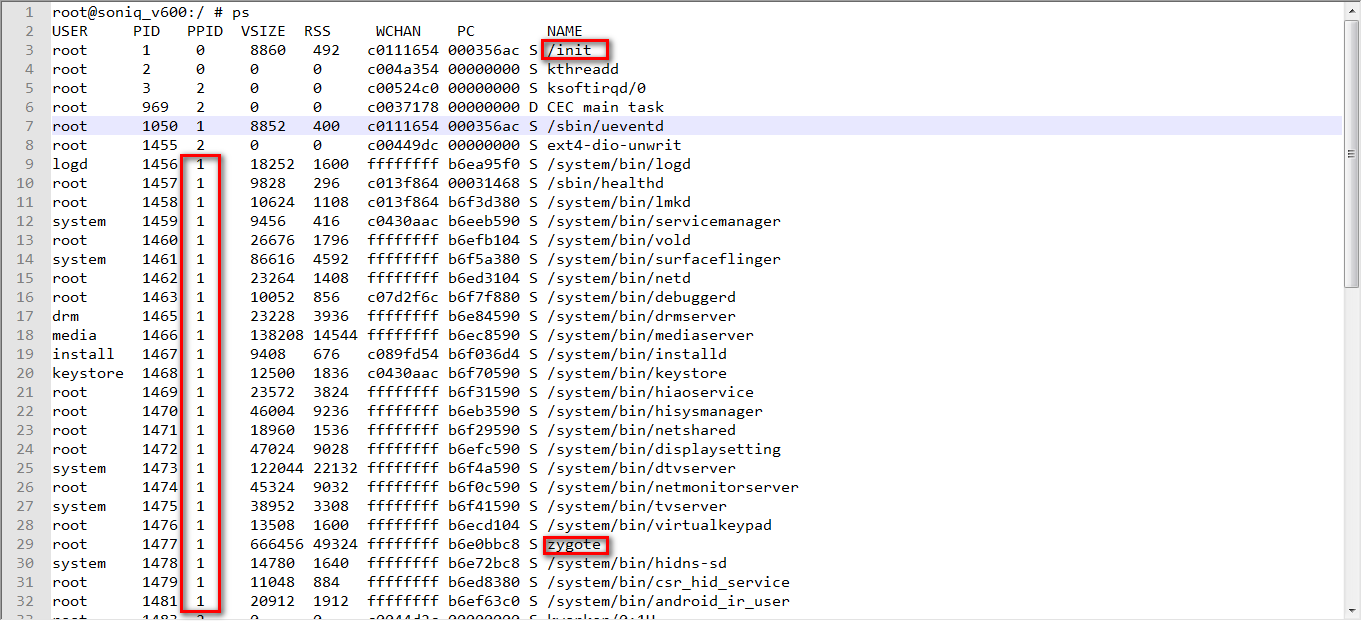 1 root@soniq_v600:/ # ps
2 USER PID PPID VSIZE RSS WCHAN PC NAME
3 root 1 0 8860 492 c0111654 000356ac S /init
4 root 2 0 0 0 c004a354 00000000 S kthreadd
5 root 3 2 0 0 c00524c0 00000000 S ksoftirqd/0
6 root 969 2 0 0 c0037178 00000000 D CEC main task
7 root 1050 1 8852 400 c0111654 000356ac S /sbin/ueventd
8 root 1455 2 0 0 c00449dc 00000000 S ext4-dio-unwrit
9 logd 1456 1 18252 1600 ffffffff b6ea95f0 S /system/bin/logd
10 root 1457 1 9828 296 c013f864 00031468 S /sbin/healthd
11 root 1458 1 10624 1108 c013f864 b6f3d380 S /system/bin/lmkd
12 system 1459 1 9456 416 c0430aac b6eeb590 S /system/bin/servicemanager
13 root 1460 1 26676 1796 ffffffff b6efb104 S /system/bin/vold
14 system 1461 1 86616 4592 ffffffff b6f5a380 S /system/bin/surfaceflinger
15 root 1462 1 23264 1408 ffffffff b6ed3104 S /system/bin/netd
16 root 1463 1 10052 856 c07d2f6c b6f7f880 S /system/bin/debuggerd
17 drm 1465 1 23228 3936 ffffffff b6e84590 S /system/bin/drmserver
18 media 1466 1 138208 14544 ffffffff b6ec8590 S /system/bin/mediaserver
19 install 1467 1 9408 676 c089fd54 b6f036d4 S /system/bin/installd
20 keystore 1468 1 12500 1836 c0430aac b6f70590 S /system/bin/keystore
21 root 1469 1 23572 3824 ffffffff b6f31590 S /system/bin/hiaoservice
22 root 1470 1 46004 9236 ffffffff b6eb3590 S /system/bin/hisysmanager
23 root 1471 1 18960 1536 ffffffff b6f29590 S /system/bin/netshared
24 root 1472 1 47024 9028 ffffffff b6efc590 S /system/bin/displaysetting
25 system 1473 1 122044 22132 ffffffff b6f4a590 S /system/bin/dtvserver
26 root 1474 1 45324 9032 ffffffff b6f0c590 S /system/bin/netmonitorserver
27 system 1475 1 38952 3308 ffffffff b6f41590 S /system/bin/tvserver
28 root 1476 1 13508 1600 ffffffff b6ecd104 S /system/bin/virtualkeypad
29 root 1477 1 666456 49324 ffffffff b6e0bbc8 S zygote
30 system 1478 1 14780 1640 ffffffff b6e72bc8 S /system/bin/hidns-sd
31 root 1479 1 11048 884 ffffffff b6ed8380 S /system/bin/csr_hid_service
32 root 1481 1 20912 1912 ffffffff b6ef63c0 S /system/bin/android_ir_user